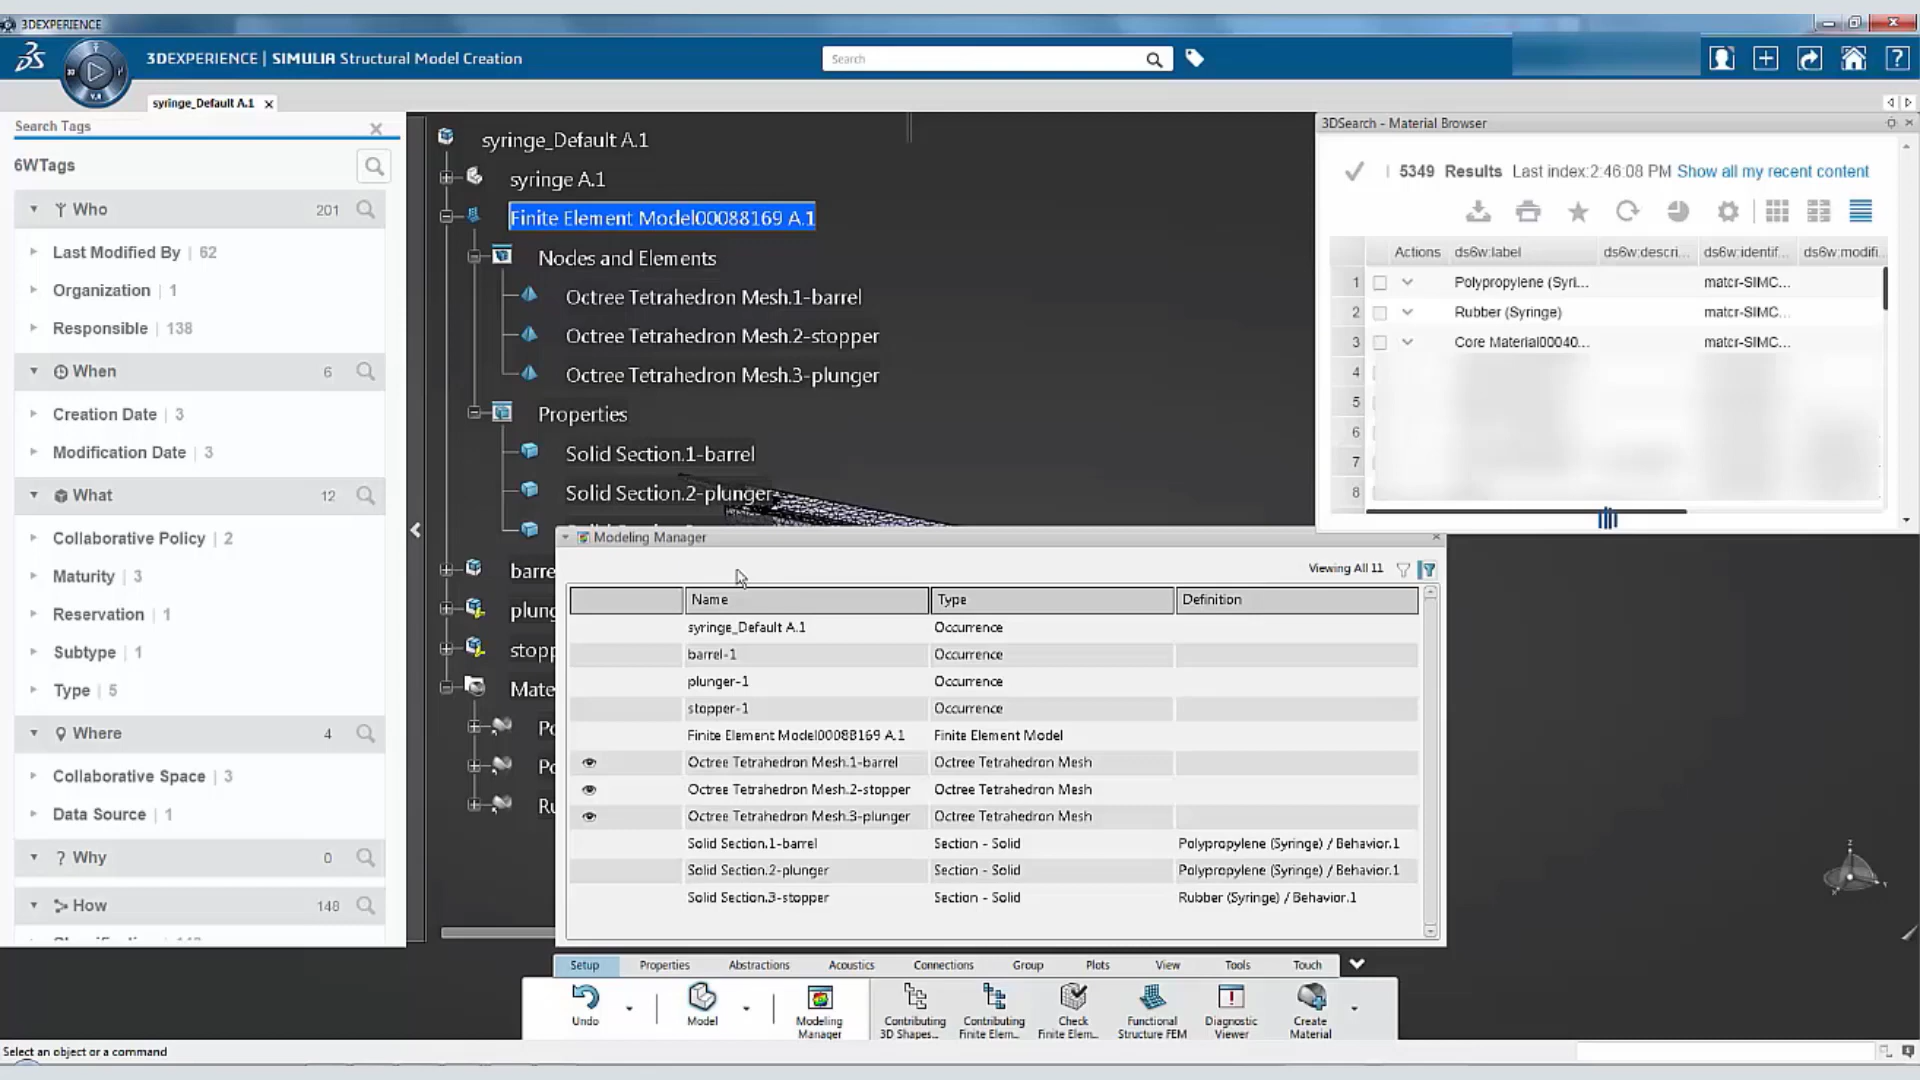 3DEXPERIENCE
3DEXPERIENCE | SIMULIA Structural Model Creation
Search
syringe_Default A.1
Search Tags
6WTags
Who 201
Last Modified By | 62
Organization | 1
Responsible | 138
When 6
Creation Date | 3
Modification Date | 3
What 12
Collaborative Policy | 2
Maturity | 3
Reservation | 1
Subtype | 1
Type | 5
Where 4
Collaborative Space | 3
Data Source | 1
? Why 0
How 148
syringe_Default A.1
syringe A.1
Finite Element Model00088169 A.1
Nodes and Elements
Octree Tetrahedron Mesh.1-barrel
Octree Tetrahedron Mesh.2-stopper
Octree Tetrahedron Mesh.3-plunger
Properties
Solid Section.1-barrel
Solid Section.2-plunger
barre
plung
stopp
Mate
Po
Po
Ru
3DSearch - Material Browser
5349 Results Last index:2:46:08 PM Show all my recent content
Actions ds6w:label ds6w:descri... ds6w:identif... ds6w:modifi...
1 Polypropylene (Syri... matcr-SIMC...
2 Rubber (Syringe) matcr-SIMC...
3 Core Material00040... matcr-SIMC...
4
5
6
7
8
Modeling Manager
Viewing All 11
Name Type Definition
syringe_Default A.1 Occurrence
barrel-1 Occurrence
plunger-1 Occurrence
stopper-1 Occurrence
Finite Element Model00088169 A.1 Finite Element Model
Octree Tetrahedron Mesh.1-barrel Octree Tetrahedron Mesh
Octree Tetrahedron Mesh.2-stopper Octree Tetrahedron Mesh
Octree Tetrahedron Mesh.3-plunger Octree Tetrahedron Mesh
Solid Section.1-barrel Section - Solid Polypropylene (Syringe) / Behavior.1
Solid Section.2-plunger Section - Solid Polypropylene (Syringe) / Behavior.1
Solid Section.3-stopper Section - Solid Rubber (Syringe) / Behavior.1
Setup Properties Abstractions Acoustics Connections Group Plots View Tools Touch
Undo
Model
Modeling Manager
Contributing 3D Shapes...
Contributing Finite Elem...
Check Finite Elem...
Functional Structure FEM
Diagnostic Viewer
Create Material
Select an object or a command